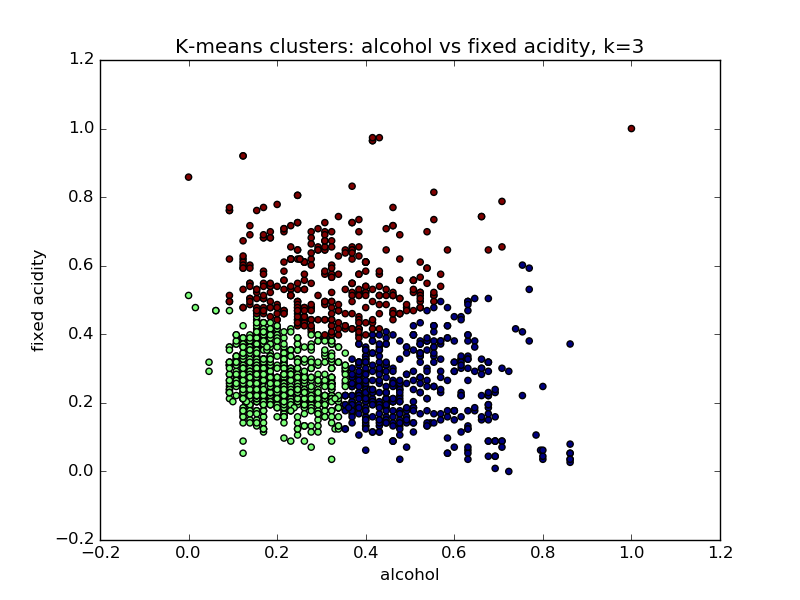 K-means clusters: alcohol vs fixed acidity, k=3
1.2
1.0
0.8
0.6
0.4
0.2
0.0
−0.2
fixed acidity
−0.2 0.0 0.2 0.4 0.6 0.8 1.0 1.2
alcohol